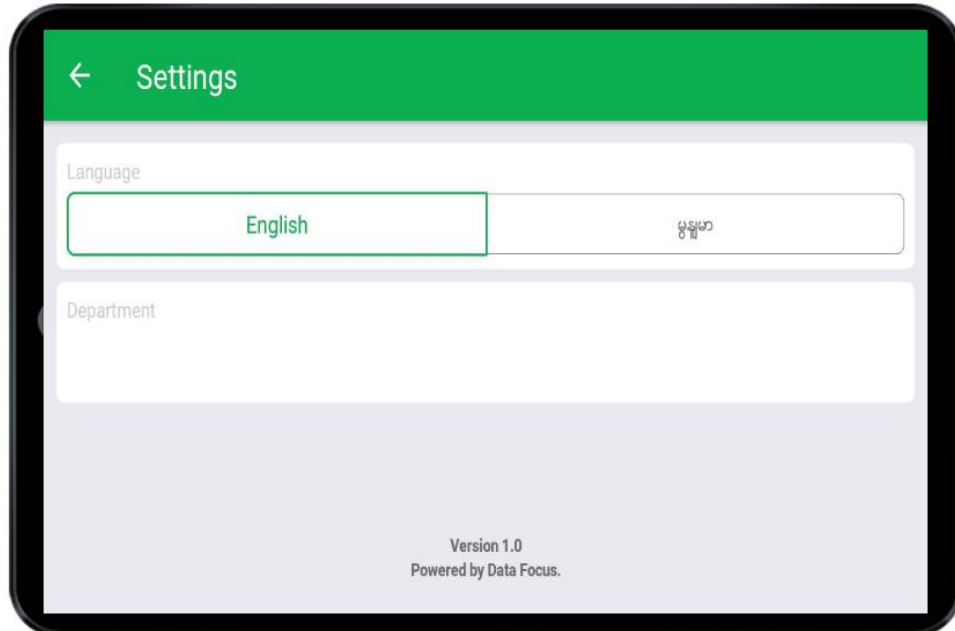 Settings
Language
English
မွနျမာ
Department
Version 1.0
Powered by Data Focus.